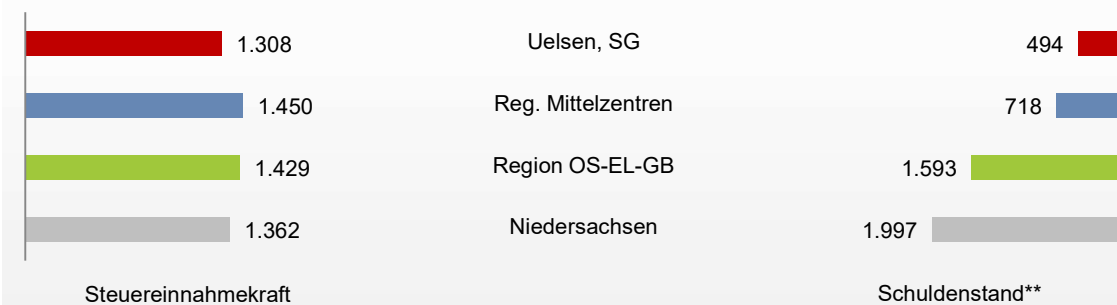 1.308 Uelsen, SG 494
1.450 Reg. Mittelzentren 718
1.429 Region OS-EL-GB 1.593
1.362 Niedersachsen 1.997
Steuereinnahmekraft Schuldenstand**